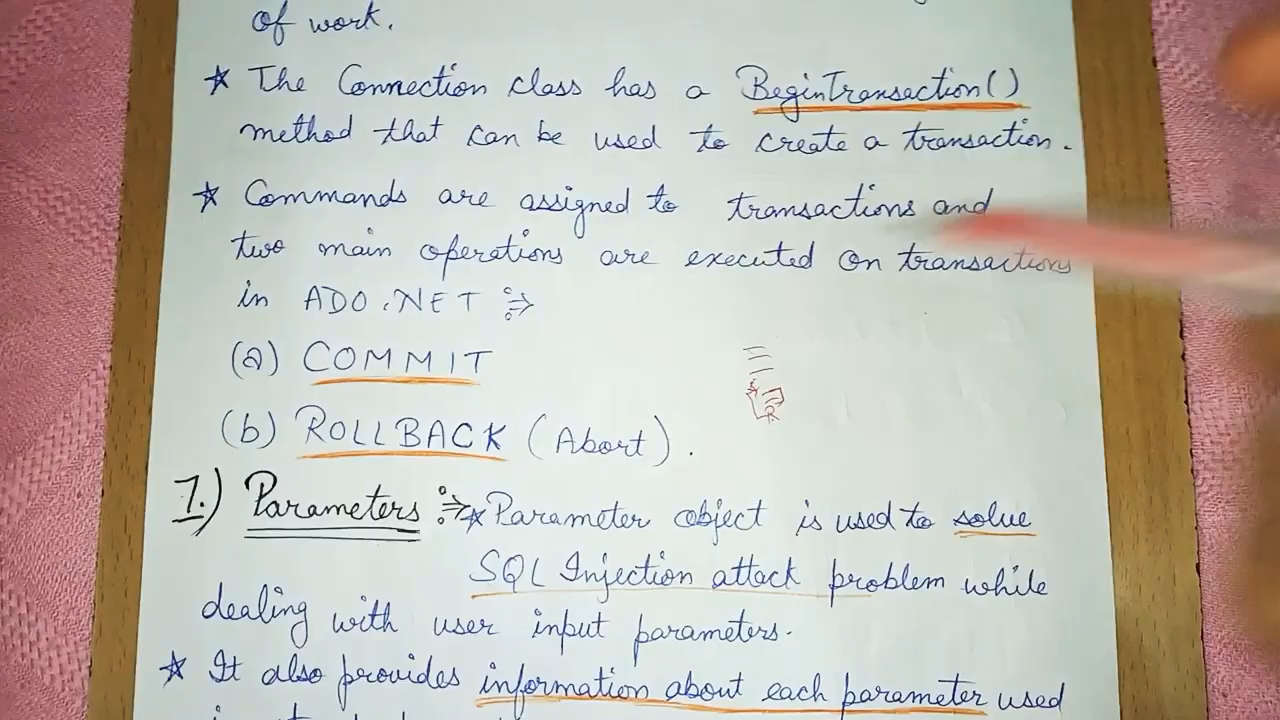 of work.
☆ The Connection class has a BeginTransaction()
method that can be used to create a transaction.
☆ Commands are assigned to transactions and
two main operations are executed on transactions
in ADO.NET :⇒
(a) COMMIT
(b) ROLLBACK (Abort).
7.) Parameters :⇒ ☆ Parameter object is used to solve
SQL Injection attack problem while
dealing with user input parameters.
☆ It also provides information about each parameter used